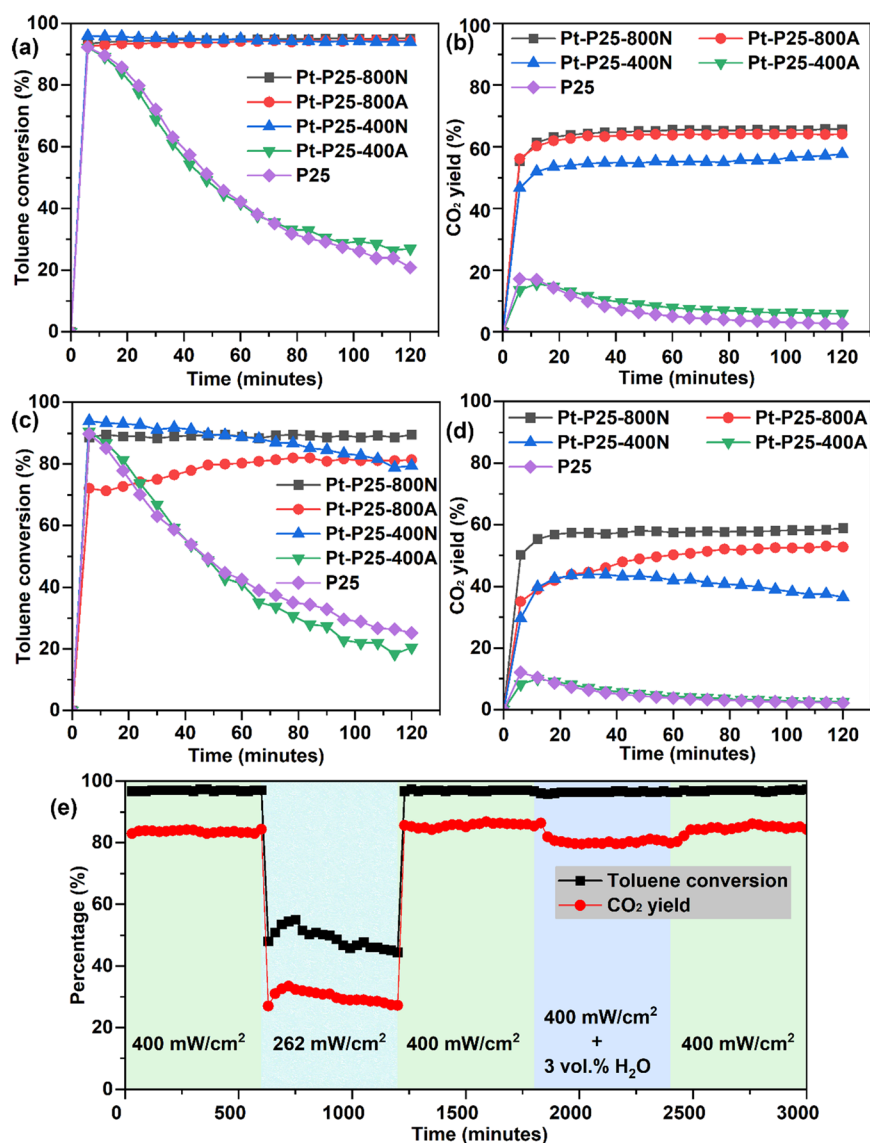 (a)
100
80
60
40
20
0
Toluene conversion (%)
Pt-P25-800N
Pt-P25-800A
Pt-P25-400N
Pt-P25-400A
P25
0 20 40 60 80 100 120
Time (minutes)
(b)
100
80
60
40
20
0
CO₂ yield (%)
Pt-P25-800N Pt-P25-800A
Pt-P25-400N Pt-P25-400A
P25
0 20 40 60 80 100 120
Time (minutes)
(c)
100
80
60
40
20
0
Toluene conversion (%)
Pt-P25-800N
Pt-P25-800A
Pt-P25-400N
Pt-P25-400A
P25
0 20 40 60 80 100 120
Time (minutes)
(d)
100
80
60
40
20
0
CO₂ yield (%)
Pt-P25-800N Pt-P25-800A
Pt-P25-400N Pt-P25-400A
P25
0 20 40 60 80 100 120
Time (minutes)
(e)
100
80
60
40
20
0
Percentage (%)
Toluene conversion
CO₂ yield
400 mW/cm²
262 mW/cm²
400 mW/cm²
400 mW/cm²
+
3 vol.% H₂O
400 mW/cm²
0 500 1000 1500 2000 2500 3000
Time (minutes)